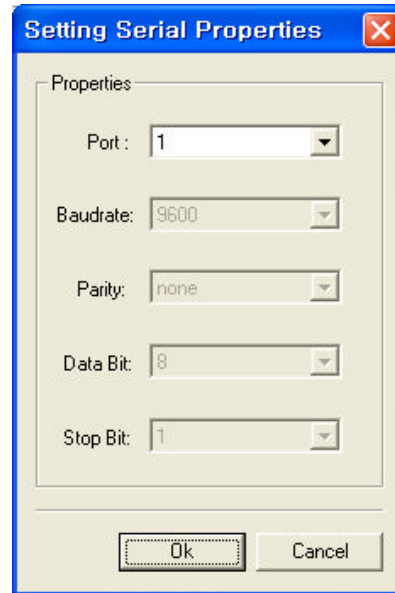 Setting Serial Properties
Properties
Port : 1
Baudrate: 9600
Parity: none
Data Bit: 8
Stop Bit: 1
Ok Cancel